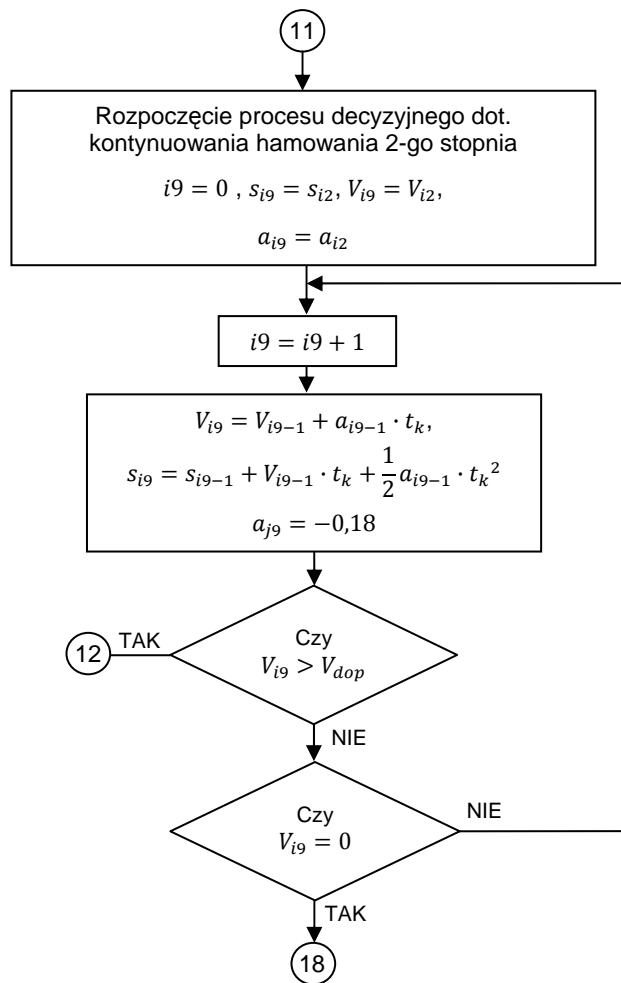 11
Rozpoczęcie procesu decyzyjnego dot.
kontynuowania hamowania 2-go stopnia
𝑖9 = 0 , 𝑠_{𝑖9} = 𝑠_{𝑖2}, 𝑉_{𝑖9} = 𝑉_{𝑖2},
𝑎_{𝑖9} = 𝑎_{𝑖2}
𝑖9 = 𝑖9 + 1
𝑉_{𝑖9} = 𝑉_{𝑖9−1} + 𝑎_{𝑖9−1} · 𝑡_𝑘,
𝑠_{𝑖9} = 𝑠_{𝑖9−1} + 𝑉_{𝑖9−1} · 𝑡_𝑘 + 1/2 𝑎_{𝑖9−1} · 𝑡_𝑘²
𝑎_{𝑗9} = −0,18
TAK
Czy
12
𝑉_{𝑖9} > 𝑉_{𝑑𝑜𝑝}
NIE
Czy
NIE
𝑉_{𝑖9} = 0
TAK
18